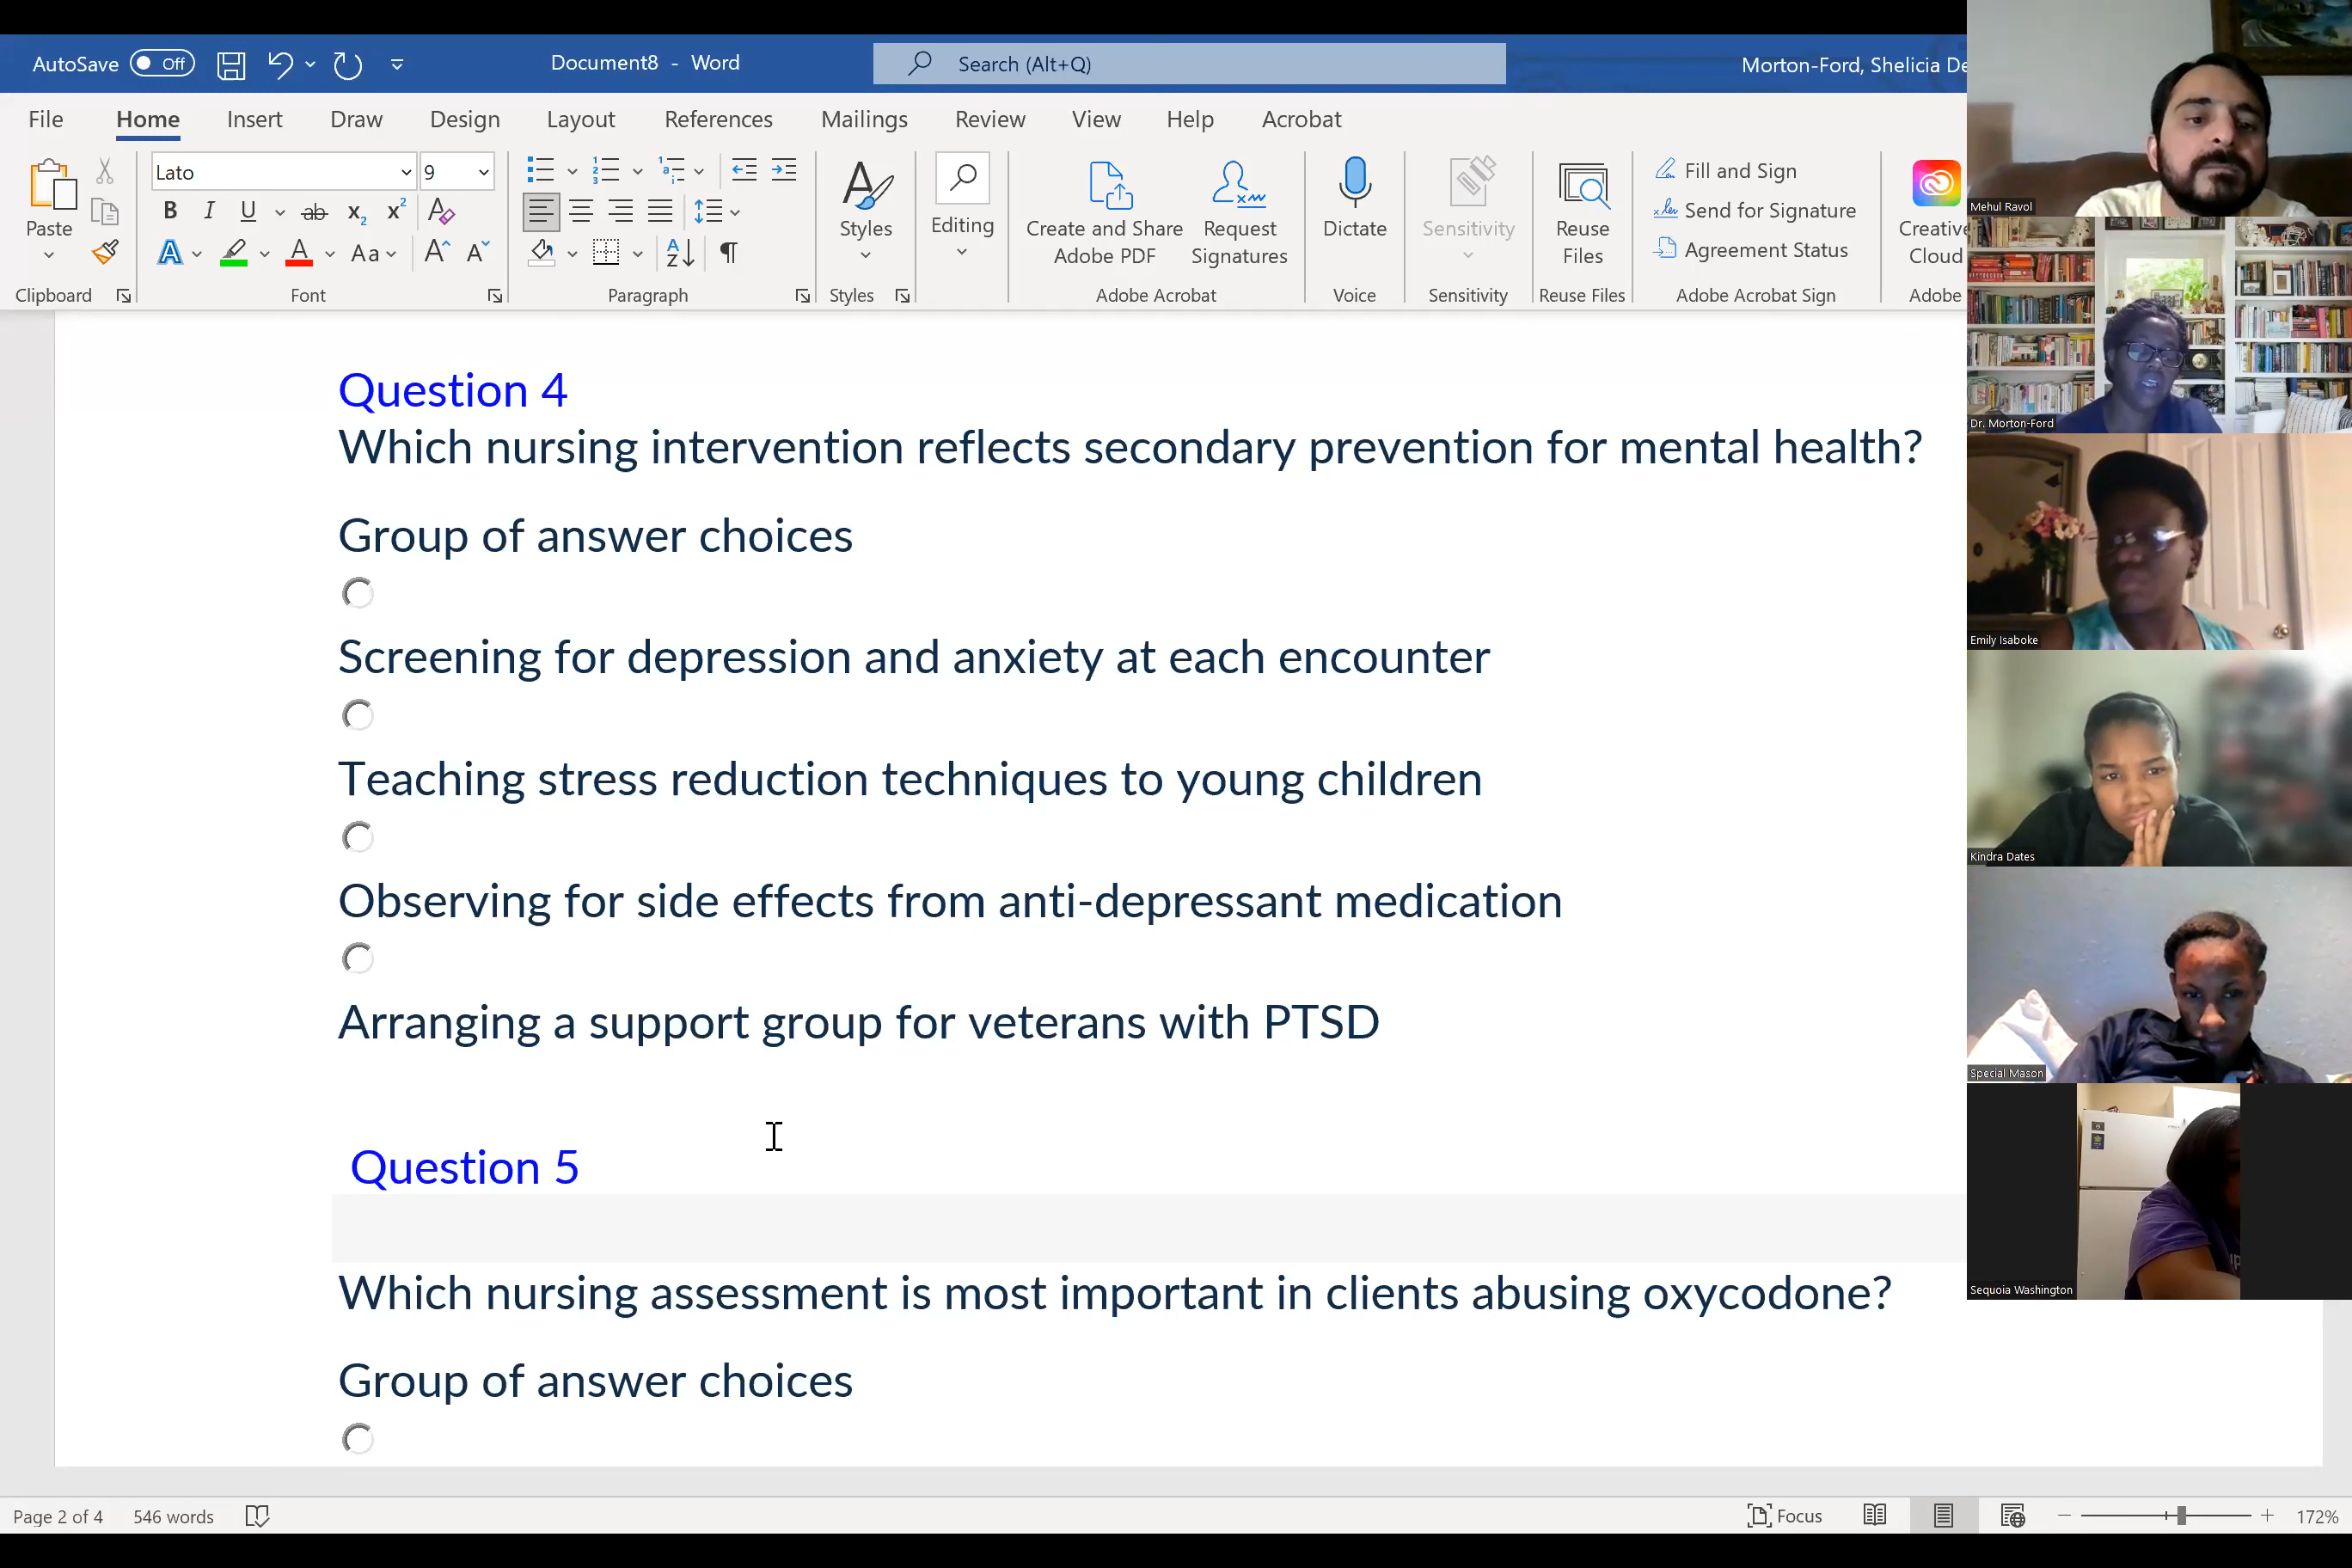 AutoSave Off
Document8 - Word
Search (Alt+Q)
Morton-Ford, Shelicia De
File Home Insert Draw Design Layout References Mailings Review View Help Acrobat
Lato 9
Paste
Styles
Editing
Create and Share
Adobe PDF
Request
Signatures
Dictate
Sensitivity
Reuse
Files
Fill and Sign
Send for Signature
Agreement Status
Creative
Cloud
Clipboard Font Paragraph Styles Adobe Acrobat Voice Sensitivity Reuse Files Adobe Acrobat Sign Adobe
Question 4
Which nursing intervention reflects secondary prevention for mental health?
Group of answer choices
Screening for depression and anxiety at each encounter
Teaching stress reduction techniques to young children
Observing for side effects from anti-depressant medication
Arranging a support group for veterans with PTSD
Question 5
Which nursing assessment is most important in clients abusing oxycodone?
Group of answer choices
Page 2 of 4 546 words
Focus
172%
Mehul Ravol
Dr. Morton-Ford
Emily Isaboke
Kindra Dates
Special Mason
Sequoia Washington